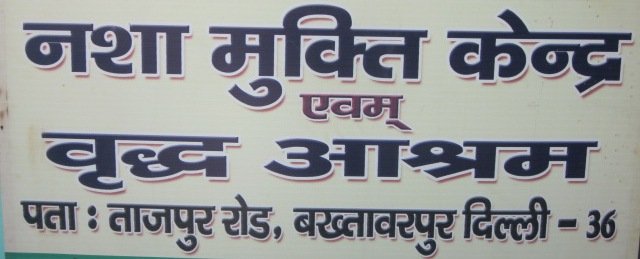 नशा मुक्ति केन्द्र
एवम्
वृद्ध आश्रम
पता : ताजपुर रोड, बख्तावरपुर दिल्ली - 36